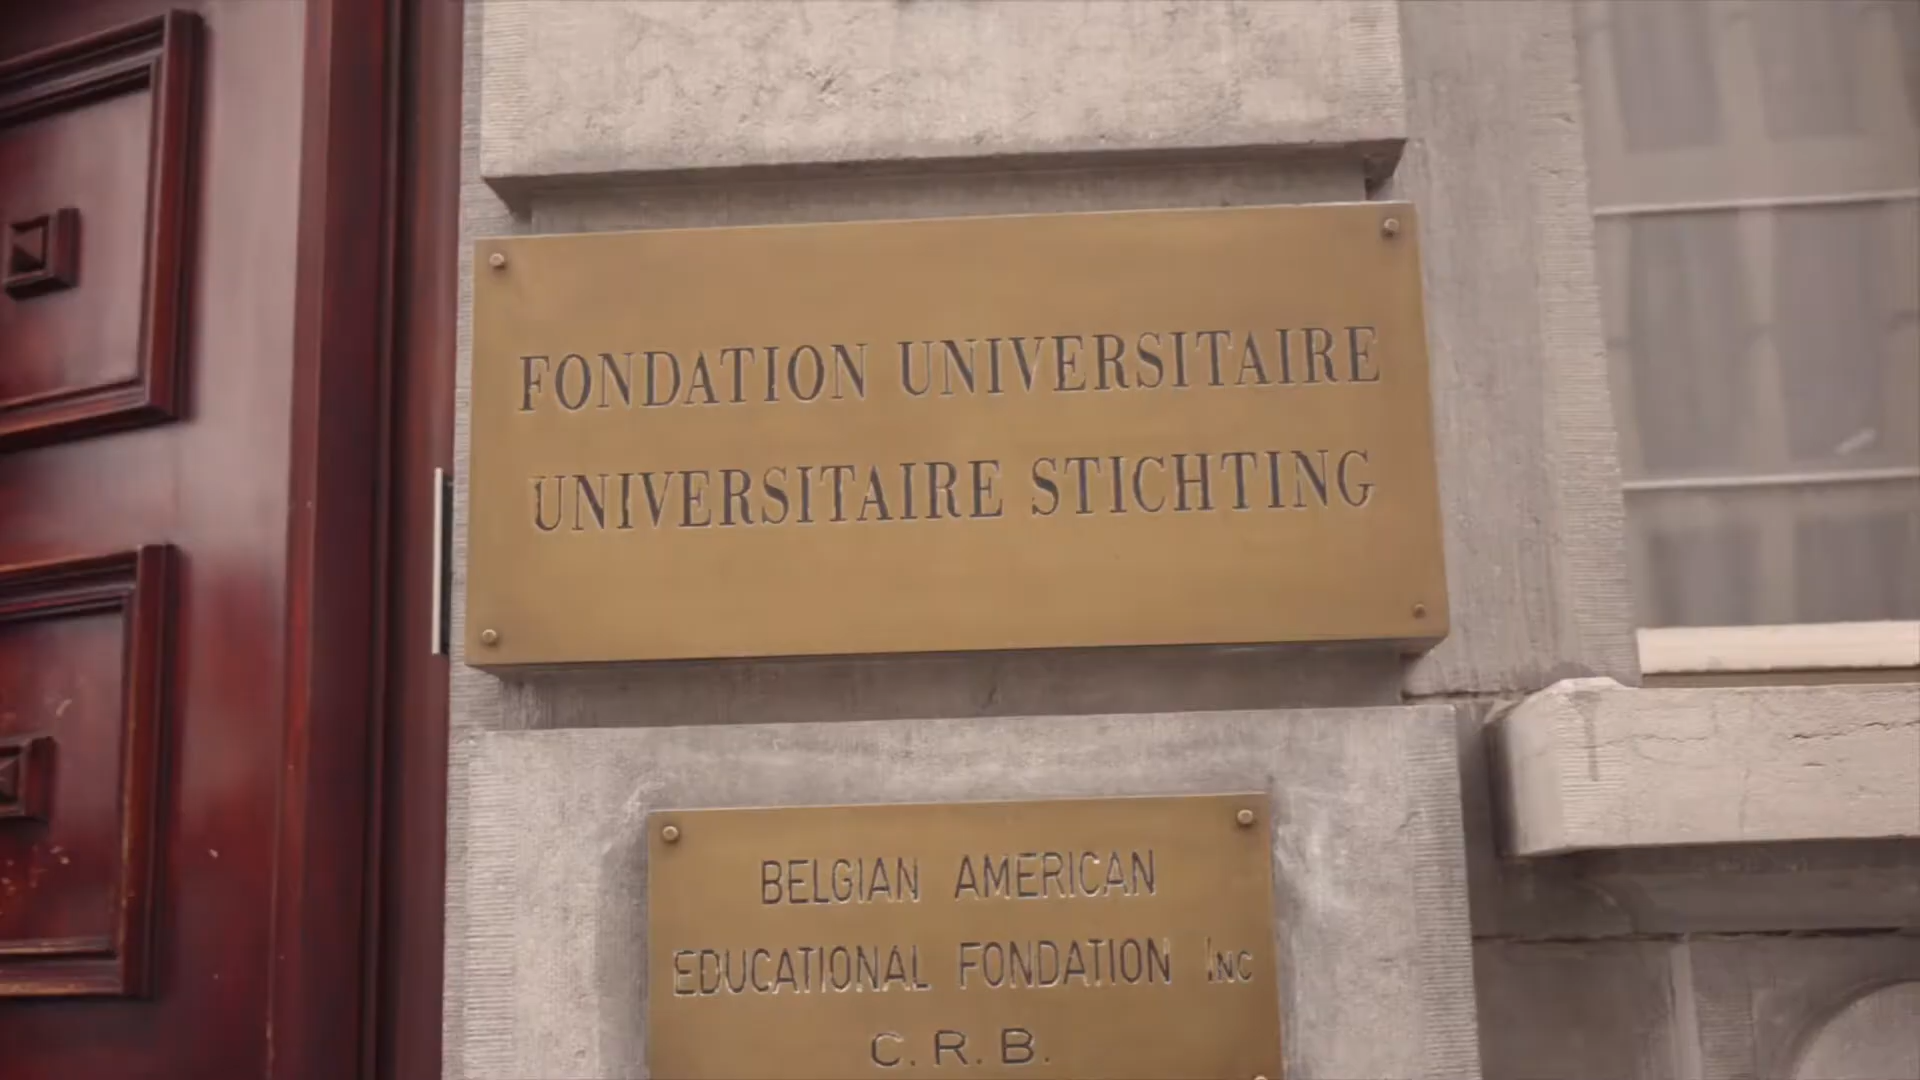 FONDATION UNIVERSITAIRE
UNIVERSITAIRE STICHTING
BELGIAN AMERICAN
EDUCATIONAL FONDATION INC
C.R.B.